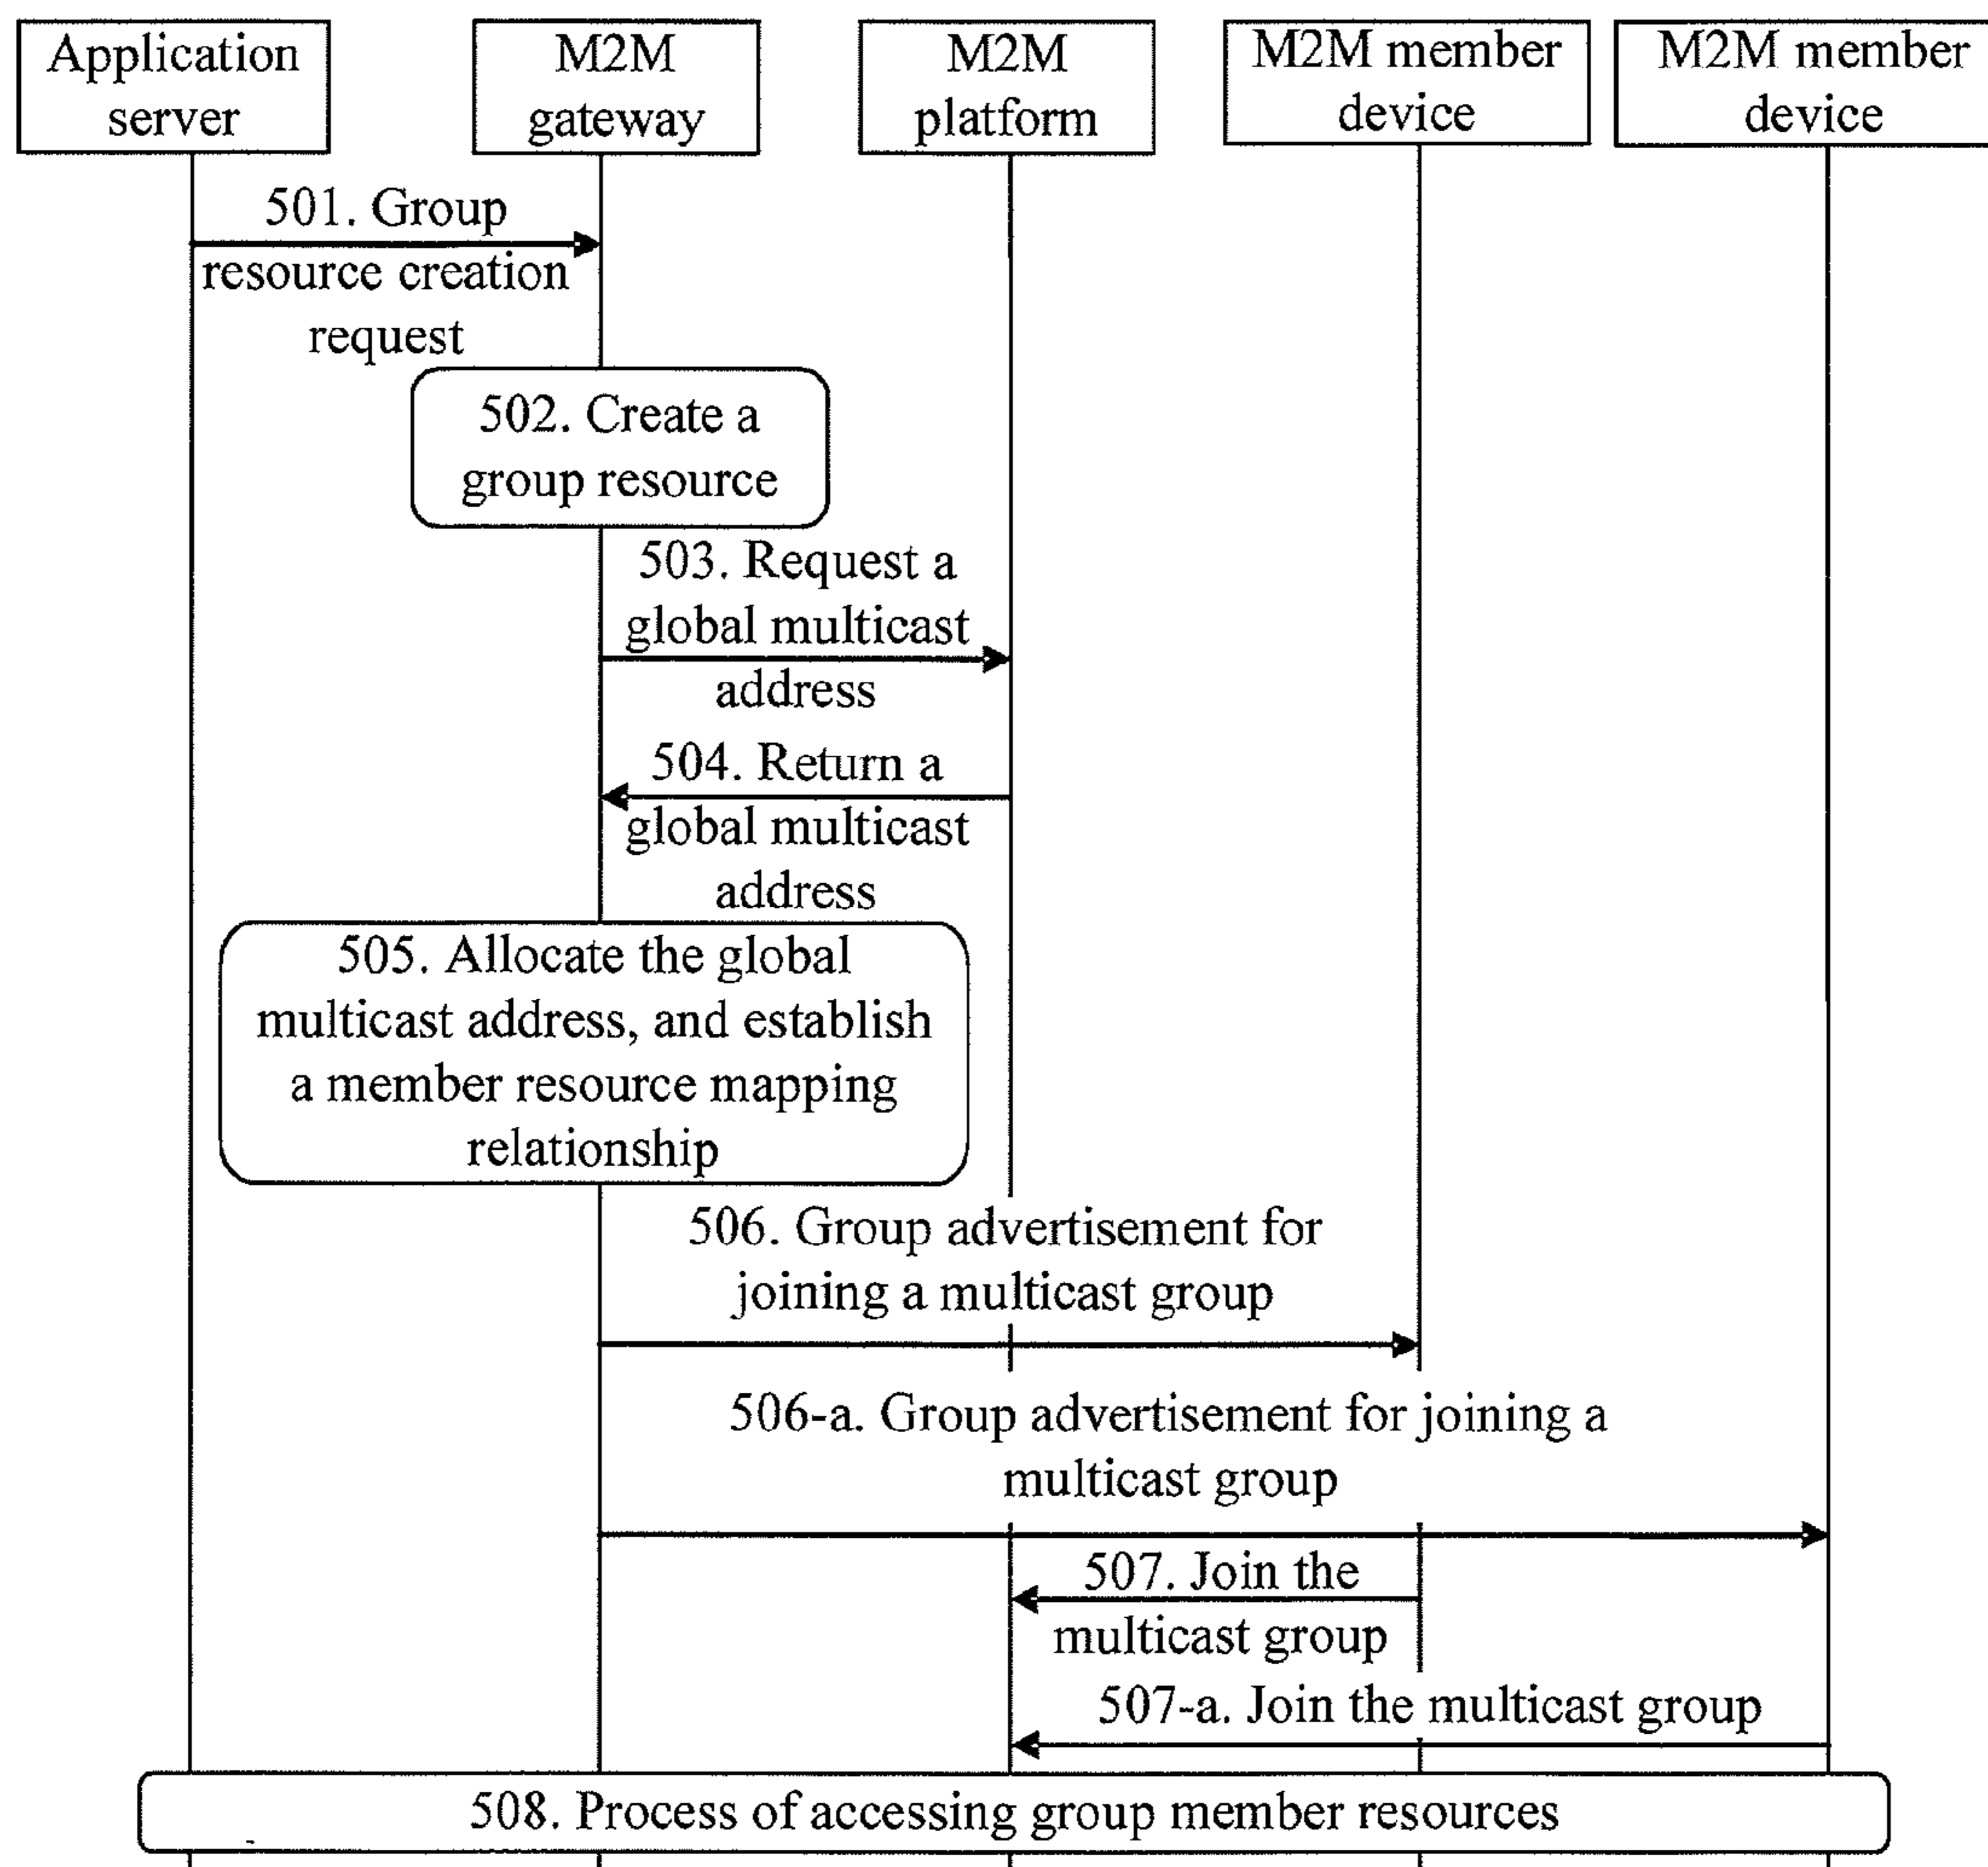 Application
server
M2M
gateway
M2M
platform
M2M member
device
M2M member
device
501. Group
resource creation
request
502. Create a
group resource
503. Request a
global multicast
address
504. Return a
global multicast
address
505. Allocate the global
multicast address, and establish
a member resource mapping
relationship
506. Group advertisement for
joining a multicast group
506-a. Group advertisement for joining a
multicast group
507. Join the
multicast group
507-a. Join the multicast group
508. Process of accessing group member resources